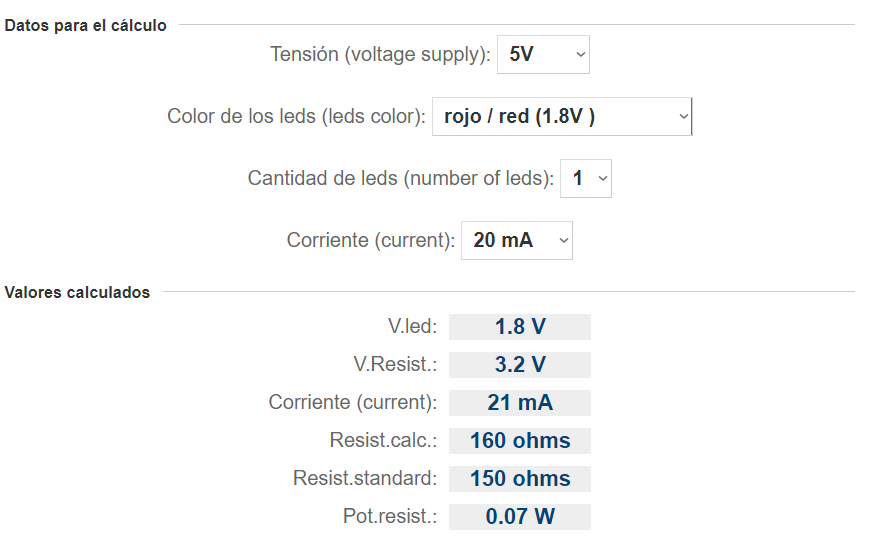 Datos para el cálculo
Tensión (voltage supply): 5V
Color de los leds (leds color): rojo / red (1.8V )
Cantidad de leds (number of leds): 1
Corriente (current): 20 mA
Valores calculados
V.led: 1.8 V
V.Resist.: 3.2 V
Corriente (current): 21 mA
Resist.calc.: 160 ohms
Resist.standard: 150 ohms
Pot.resist.: 0.07 W